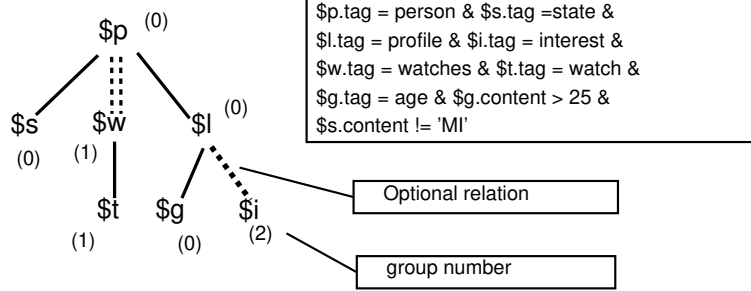 $p (0)
$p.tag = person & $s.tag =state &
$l.tag = profile & $i.tag = interest &
$w.tag = watches & $t.tag = watch &
$g.tag = age & $g.content > 25 &
$s.content != 'MI'
$s $w $l (0)
(0) (1)
Optional relation
$t $g $i
(1) (0) (2)
group number